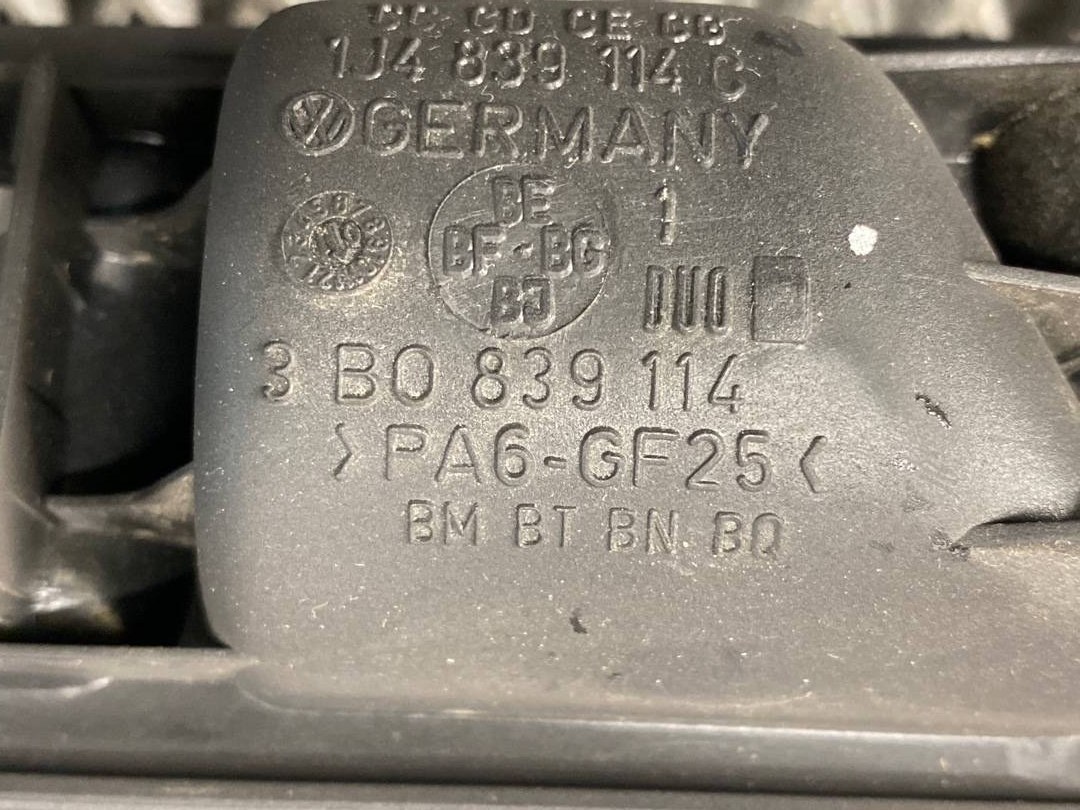 CC CD CE CG
1J4 839 114 C
GERMANY
BE
BF - BG
BJ
1
DUO
3 B0 839 114
>PA6-GF25<
BM BT BN BQ